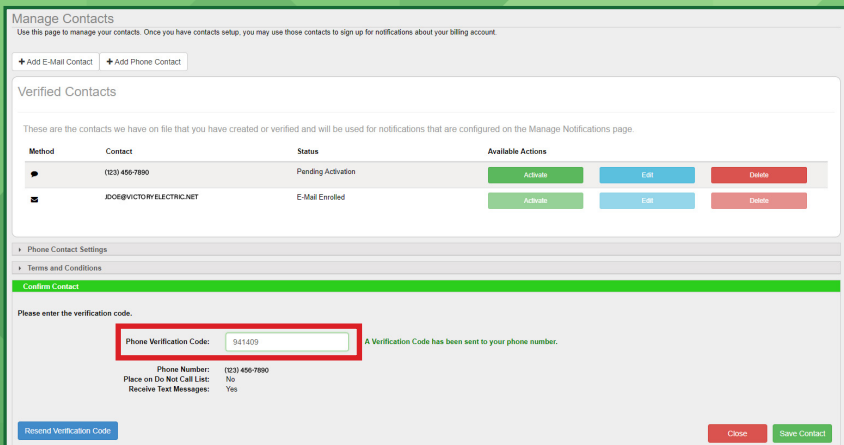 Manage Contacts
Use this page to manage your contacts. Once you have contacts setup, you may use those contacts to sign up for notifications about your billing account.
+ Add E-Mail Contact + Add Phone Contact
Verified Contacts
These are the contacts we have on file that you have created or verified and will be used for notifications that are configured on the Manage Notifications page.
Method Contact Status Available Actions
(123) 456-7890 Pending Activation Activate Edit Delete
JDOE@VICTORYELECTRIC.NET E-Mail Enrolled Activate Edit Delete
Phone Contact Settings
Terms and Conditions
Confirm Contact
Please enter the verification code.
Phone Verification Code: 941409 A Verification Code has been sent to your phone number.
Phone Number: (123) 456-7890
Place on Do Not Call List: No
Receive Text Messages: Yes
Resend Verification Code Close Save Contact